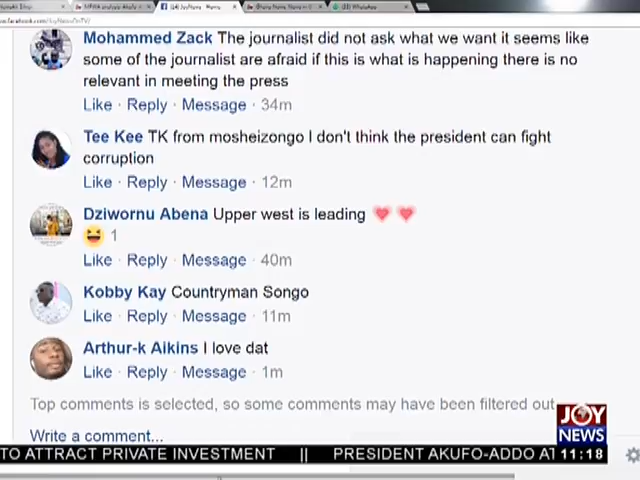 Mohammed Zack The journalist did not ask what we want it seems like
some of the journalist are afraid if this is what is happening there is no
relevant in meeting the press
Like · Reply · Message · 34m
Tee Kee TK from mosheizongo I don't think the president can fight
corruption
Like · Reply · Message · 12m
Dziwornu Abena Upper west is leading
1
Like · Reply · Message · 40m
Kobby Kay Countryman Songo
Like · Reply · Message · 11m
Arthur-k Aikins I love dat
Like · Reply · Message · 1m
Top comments is selected, so some comments may have been filtered out
Write a comment...
JOY
NEWS
TO ATTRACT PRIVATE INVESTMENT || PRESIDENT AKUFO-ADDO AT
11:18